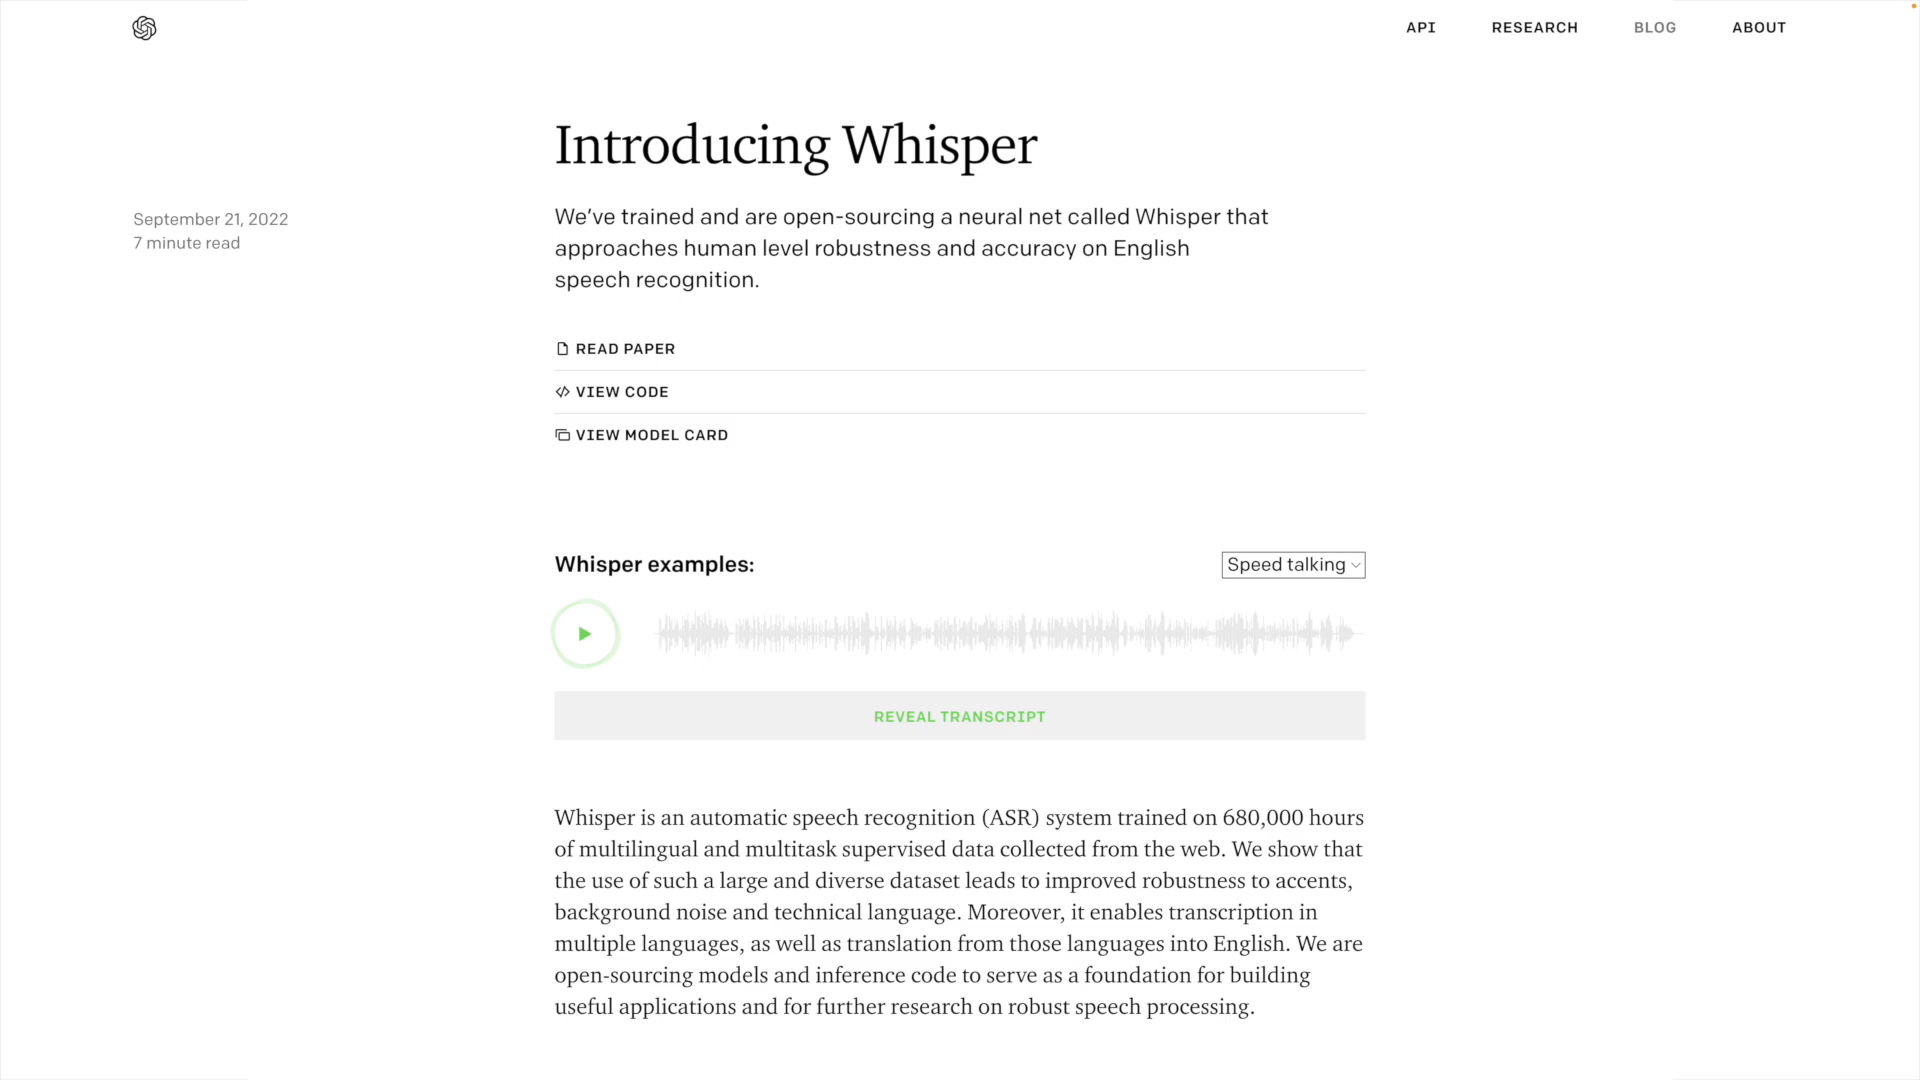 API RESEARCH BLOG ABOUT
Introducing Whisper
September 21, 2022
7 minute read
We’ve trained and are open-sourcing a neural net called Whisper that
approaches human level robustness and accuracy on English
speech recognition.
READ PAPER
VIEW CODE
VIEW MODEL CARD
Whisper examples:
Speed talking
REVEAL TRANSCRIPT
Whisper is an automatic speech recognition (ASR) system trained on 680,000 hours
of multilingual and multitask supervised data collected from the web. We show that
the use of such a large and diverse dataset leads to improved robustness to accents,
background noise and technical language. Moreover, it enables transcription in
multiple languages, as well as translation from those languages into English. We are
open-sourcing models and inference code to serve as a foundation for building
useful applications and for further research on robust speech processing.